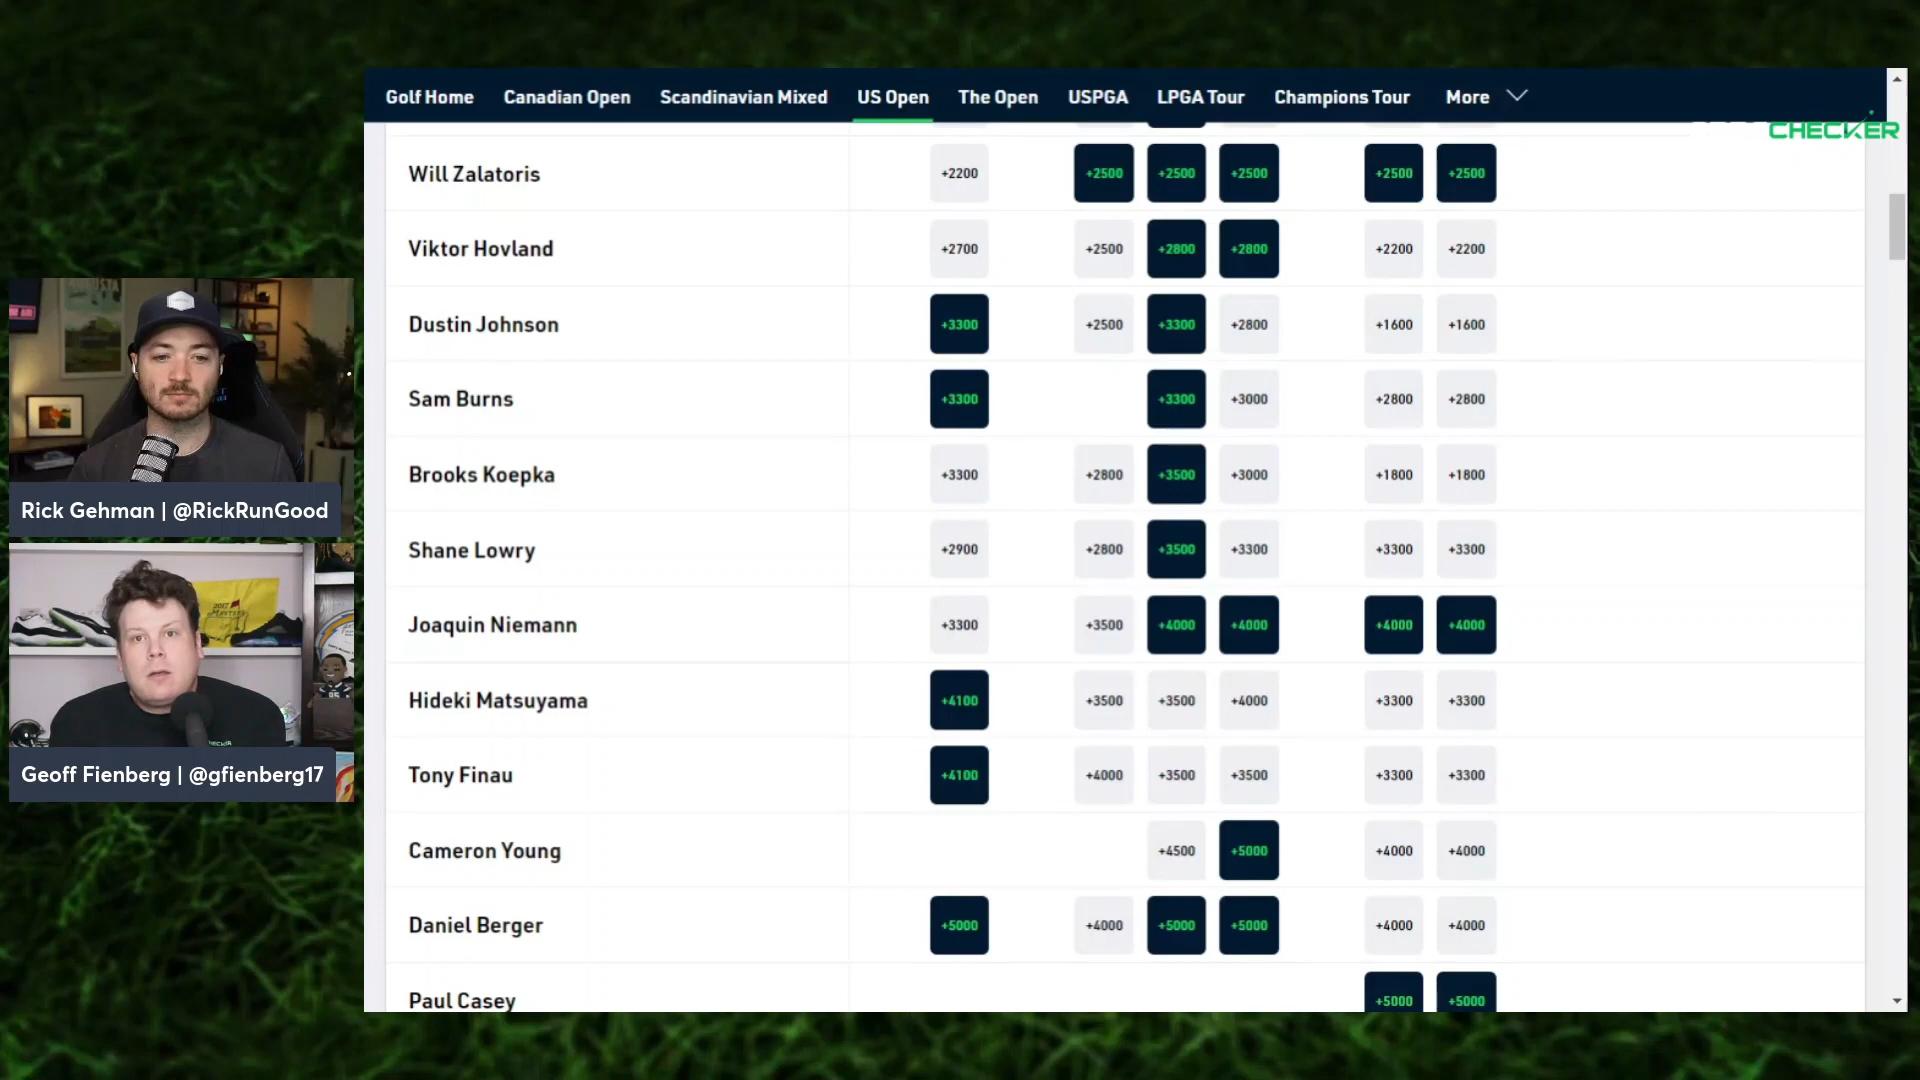 Golf Home Canadian Open Scandinavian Mixed US Open The Open USPGA LPGA Tour Champions Tour More
CHECKER
Will Zalatoris +2200 +2500 +2500 +2500 +2500 +2500
Viktor Hovland +2700 +2500 +2800 +2800 +2200 +2200
Dustin Johnson +3300 +2500 +3300 +2800 +1600 +1600
Sam Burns +3300 +3300 +3000 +2800 +2800
Brooks Koepka +3300 +2800 +3500 +3000 +1800 +1800
Shane Lowry +2900 +2800 +3500 +3300 +3300 +3300
Joaquin Niemann +3300 +3500 +4000 +4000 +4000 +4000
Hideki Matsuyama +4100 +3500 +3500 +4000 +3300 +3300
Tony Finau +4100 +4000 +3500 +3500 +3300 +3300
Cameron Young +4500 +5000 +4000 +4000
Daniel Berger +5000 +4000 +5000 +5000 +4000 +4000
Paul Casey +5000 +5000
AUGUSTA
Rick Gehman | @RickRunGood
2017
MASTERS
Geoff Fienberg | @gfienberg17